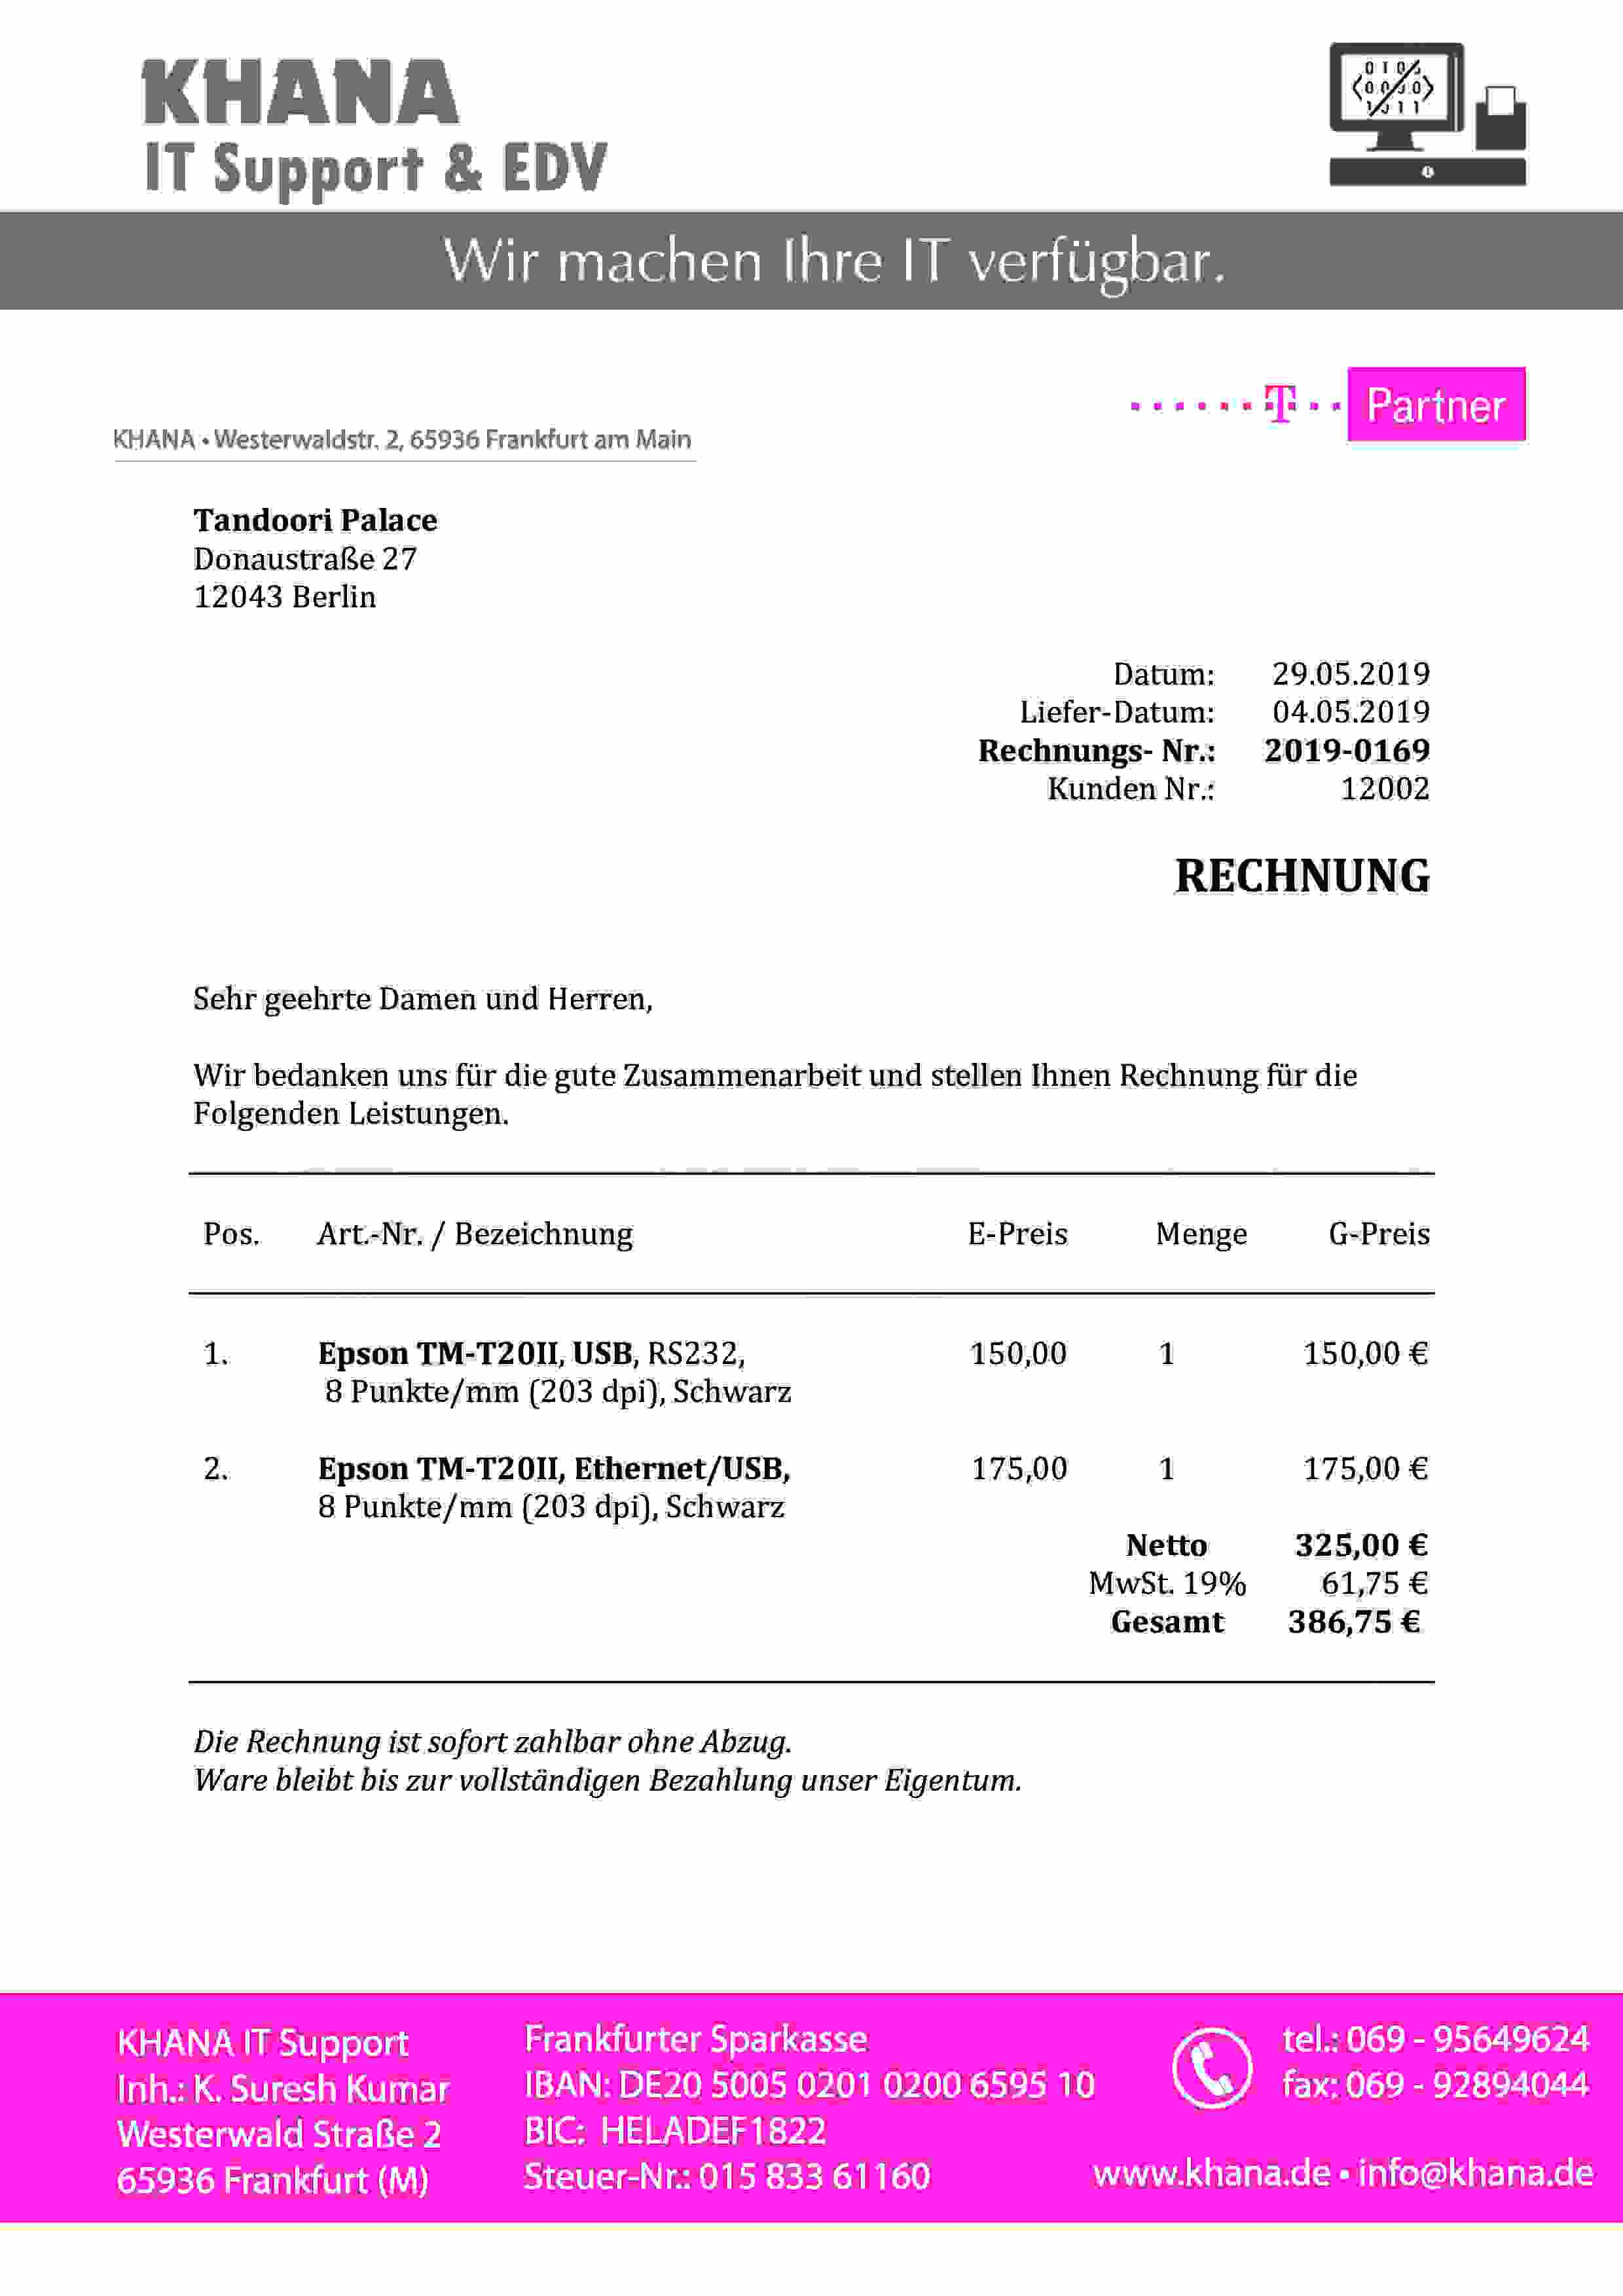 KHANA
IT Support & EDV
Wir machen Ihre IT verfügbar.
T Partner
KHANA • Westerwaldstr. 2, 65936 Frankfurt am Main
Tandoori Palace
Donaustraße 27
12043 Berlin
Datum: 29.05.2019
Liefer-Datum: 04.05.2019
Rechnungs- Nr.: 2019-0169
Kunden Nr.: 12002
RECHNUNG
Sehr geehrte Damen und Herren,
Wir bedanken uns für die gute Zusammenarbeit und stellen Ihnen Rechnung für die
Folgenden Leistungen.
Pos. Art.-Nr. / Bezeichnung E-Preis Menge G-Preis
1. Epson TM-T20II, USB, RS232, 150,00 1 150,00 €
8 Punkte/mm (203 dpi), Schwarz
2. Epson TM-T20II, Ethernet/USB, 175,00 1 175,00 €
8 Punkte/mm (203 dpi), Schwarz
Netto 325,00 €
MwSt. 19% 61,75 €
Gesamt 386,75 €
Die Rechnung ist sofort zahlbar ohne Abzug.
Ware bleibt bis zur vollständigen Bezahlung unser Eigentum.
KHANA IT Support
Inh.: K. Suresh Kumar
Westerwald Straße 2
65936 Frankfurt (M)
Frankfurter Sparkasse
IBAN: DE20 5005 0201 0200 6595 10
BIC: HELADEF1822
Steuer-Nr.: 015 833 61160
tel.: 069 - 95649624
fax: 069 - 92894044
www.khana.de • info@khana.de